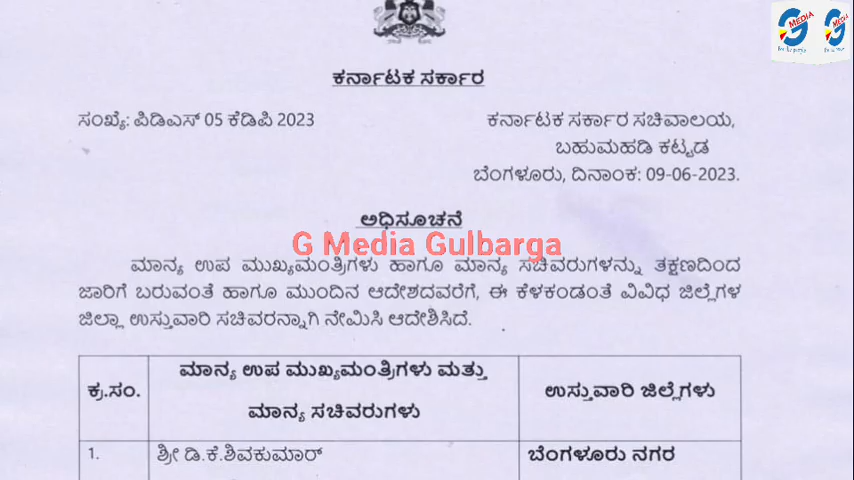 MEDIA
ಕರ್ನಾಟಕ ಸರ್ಕಾರ
ಸಂಖ್ಯೆ: ಪಿಡಿಎಸ್ 05 ಕೆಡಿಪಿ 2023
ಕರ್ನಾಟಕ ಸರ್ಕಾರ ಸಚಿವಾಲಯ,
ಬಹುಮಹಡಿ ಕಟ್ಟಡ
ಬೆಂಗಳೂರು, ದಿನಾಂಕ: 09-06-2023.
ಅಧಿಸೂಚನೆ
G Media Gulbarga
ಮಾನ್ಯ ಉಪ ಮುಖ್ಯಮಂತ್ರಿಗಳು ಹಾಗೂ ಮಾನ್ಯ ಸಚಿವರುಗಳನ್ನು ತಕ್ಷಣದಿಂದ
ಜಾರಿಗೆ ಬರುವಂತೆ ಹಾಗೂ ಮುಂದಿನ ಆದೇಶದವರೆಗೆ, ಈ ಕೆಳಕಂಡಂತೆ ವಿವಿಧ ಜಿಲ್ಲೆಗಳ
ಜಿಲ್ಲಾ ಉಸ್ತುವಾರಿ ಸಚಿವರನ್ನಾಗಿ ನೇಮಿಸಿ ಆದೇಶಿಸಿದೆ.
ಕ್ರ.ಸಂ.
ಮಾನ್ಯ ಉಪ ಮುಖ್ಯಮಂತ್ರಿಗಳು ಮತ್ತು
ಮಾನ್ಯ ಸಚಿವರುಗಳು
ಉಸ್ತುವಾರಿ ಜಿಲ್ಲೆಗಳು
1.
ಶ್ರೀ ಡಿ.ಕೆ.ಶಿವಕುಮಾರ್
ಬೆಂಗಳೂರು ನಗರ